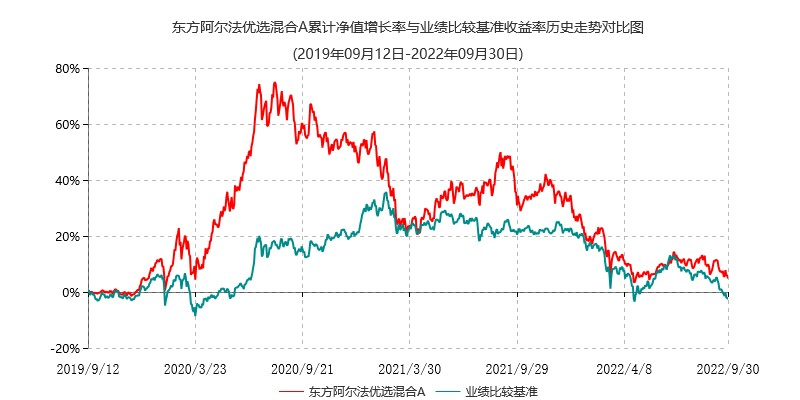 东方阿尔法优选混合A累计净值增长率与业绩比较基准收益率历史走势对比图
(2019年09月12日-2022年09月30日)
80%
60%
40%
20%
0%
-20%
2019/9/12 2020/3/23 2020/9/21 2021/3/30 2021/9/29 2022/4/8 2022/9/30
东方阿尔法优选混合A 业绩比较基准